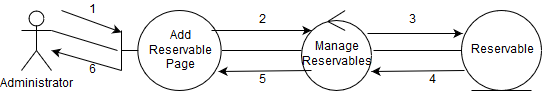 1
2
3
Add
Reservable
Page
Manage
Reservables
Reservable
6
5
4
Administrator